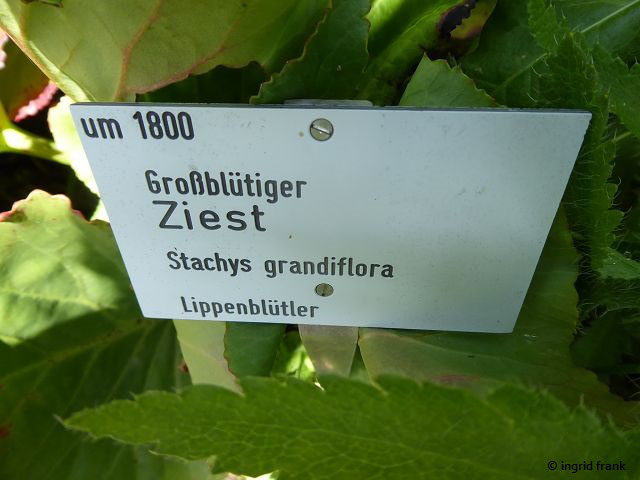 um 1800
Großblütiger
Ziest
Stachys grandiflora
Lippenblütler
© ingrid frank